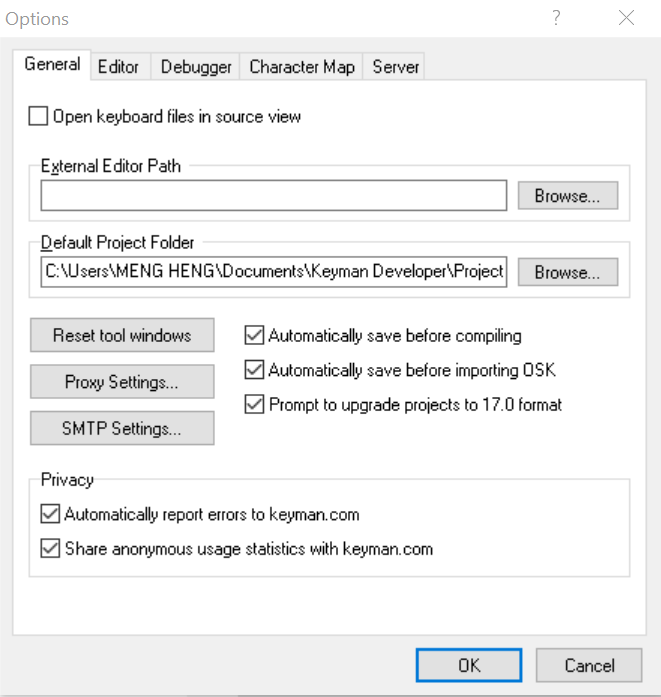 Options
General Editor Debugger Character Map Server
Open keyboard files in source view
External Editor Path
Browse...
Default Project Folder
C:\Users\MENG HENG\Documents\Keyman Developer\Project Browse...
Reset tool windows
Automatically save before compiling
Proxy Settings...
Automatically save before importing OSK
SMTP Settings...
Prompt to upgrade projects to 17.0 format
Privacy
Automatically report errors to keyman.com
Share anonymous usage statistics with keyman.com
OK Cancel